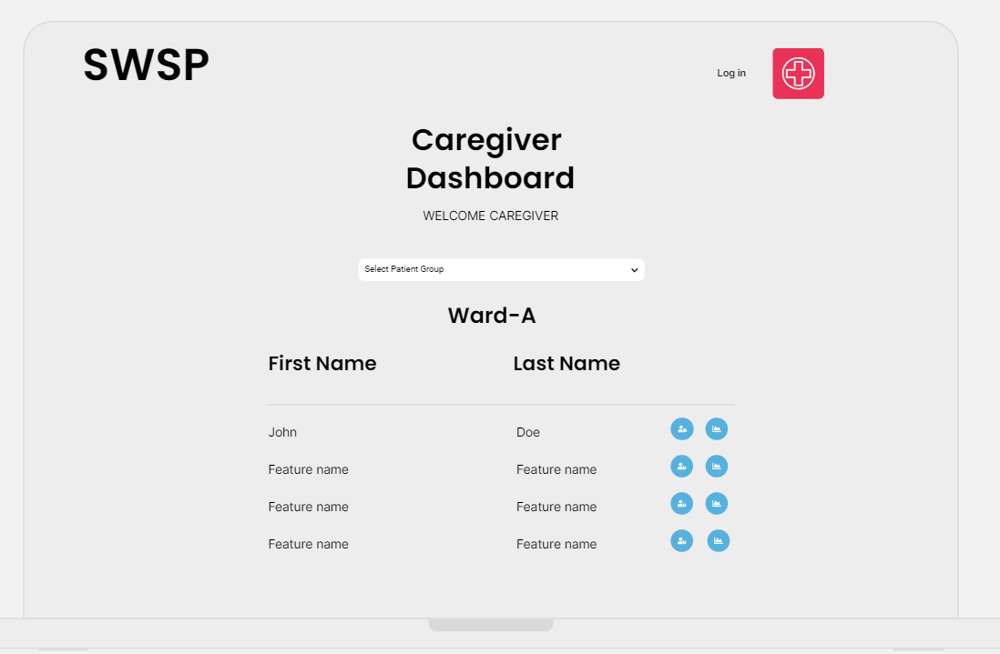 SWSP
Log in
Caregiver
Dashboard
WELCOME CAREGIVER
Select Patient Group
Ward-A
First Name Last Name
John Doe
Feature name Feature name
Feature name Feature name
Feature name Feature name